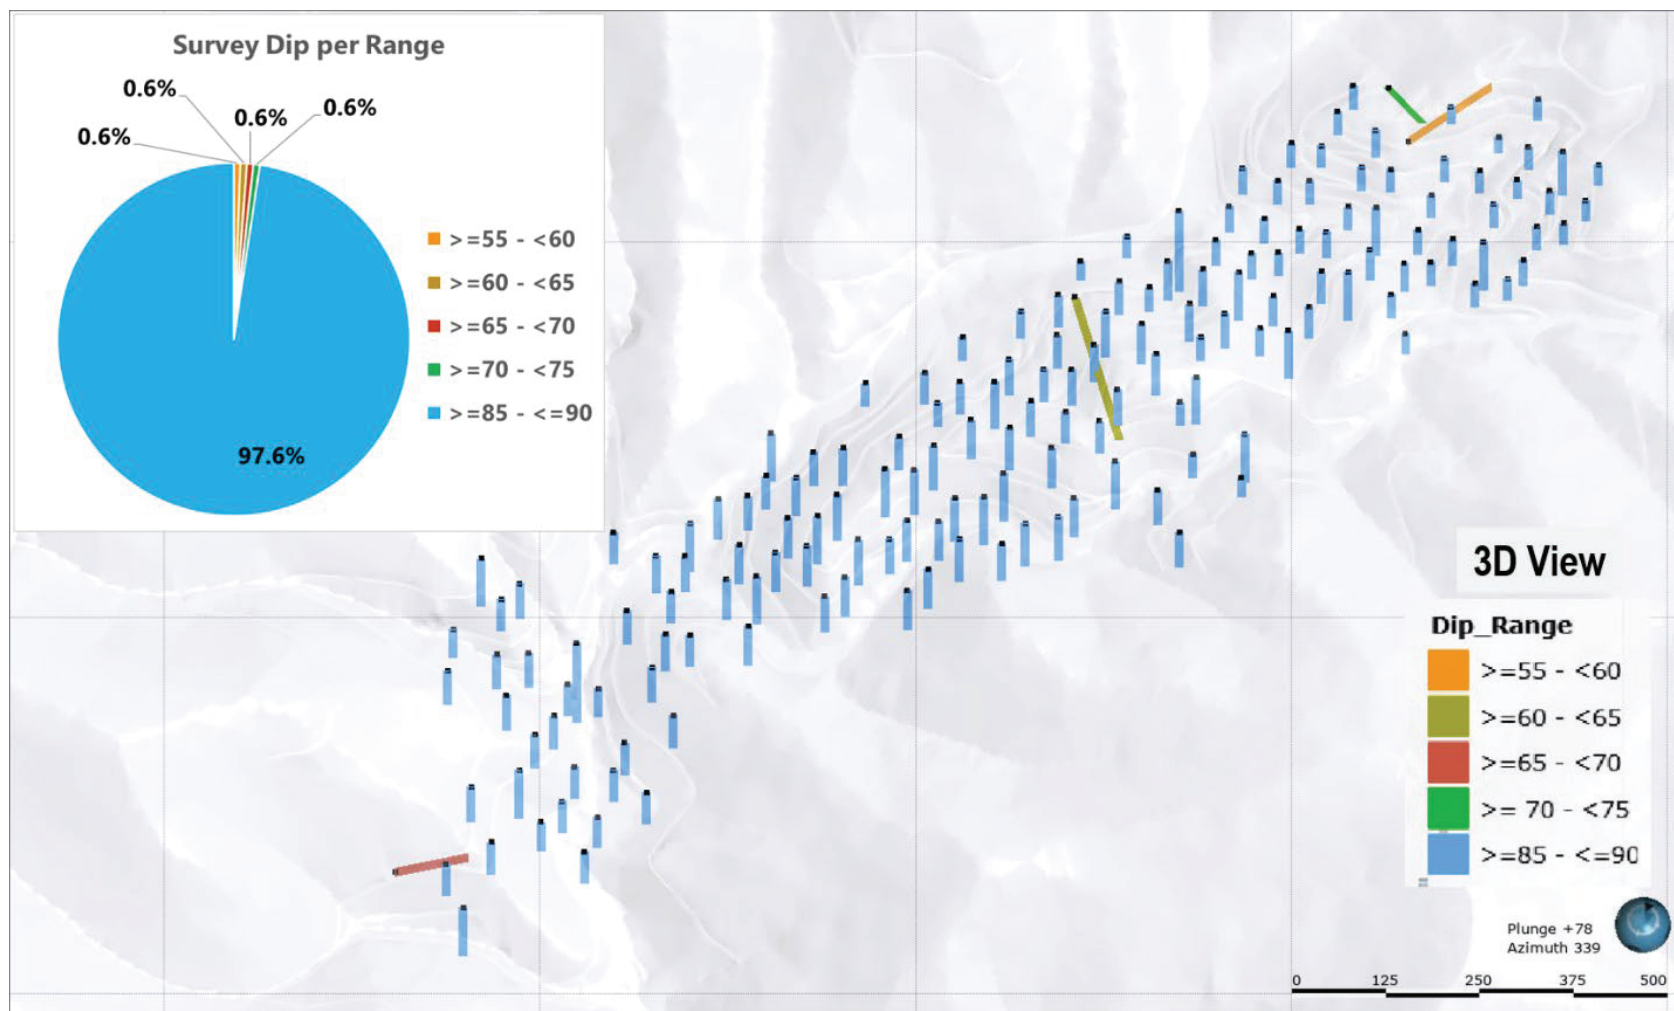 Survey Dip per Range
0.6%
0.6%
0.6%
0.6%
97.6%
>=55 - <60
>=60 - <65
>=65 - <70
>=70 - <75
>=85 - <=90
3D View
Dip_Range
>=55 - <60
>=60 - <65
>=65 - <70
>= 70 - <75
>=85 - <=90
Plunge +78
Azimuth 339
0 125 250 375 500